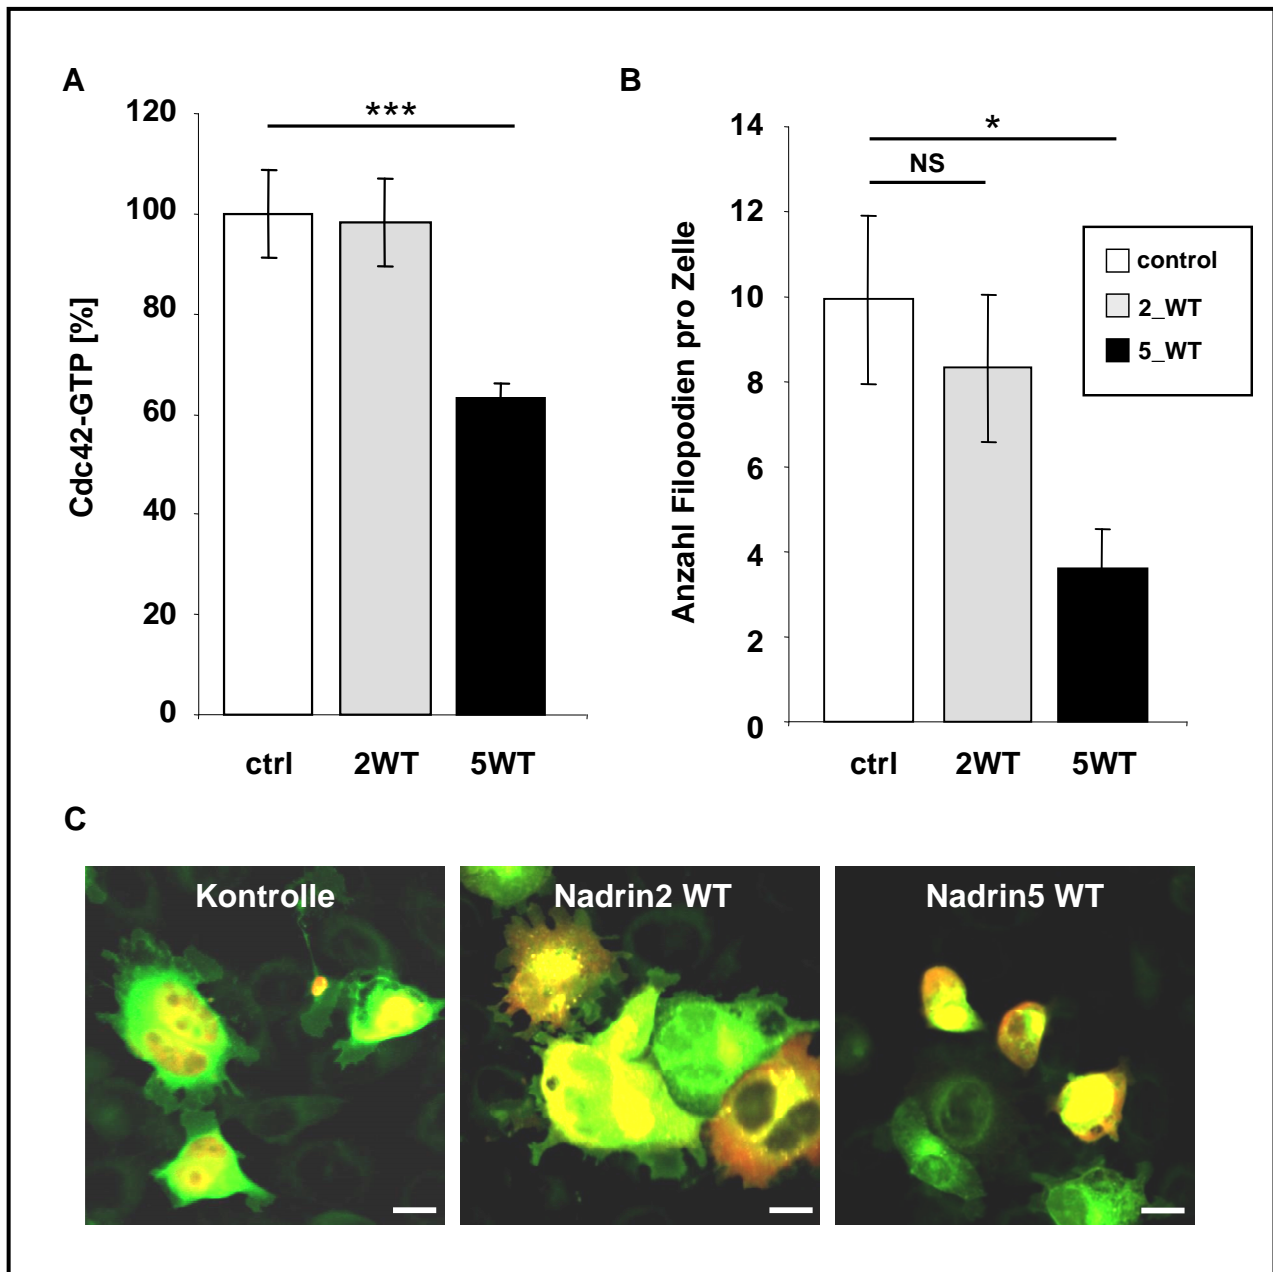 A
Cdc42-GTP [%]
120
100
80
60
40
20
0
***
ctrl 2WT 5WT
B
Anzahl Filopodien pro Zelle
14
12
10
8
6
4
2
0
*
NS
control
2_WT
5_WT
ctrl 2WT 5WT
C
Kontrolle
Nadrin2 WT
Nadrin5 WT